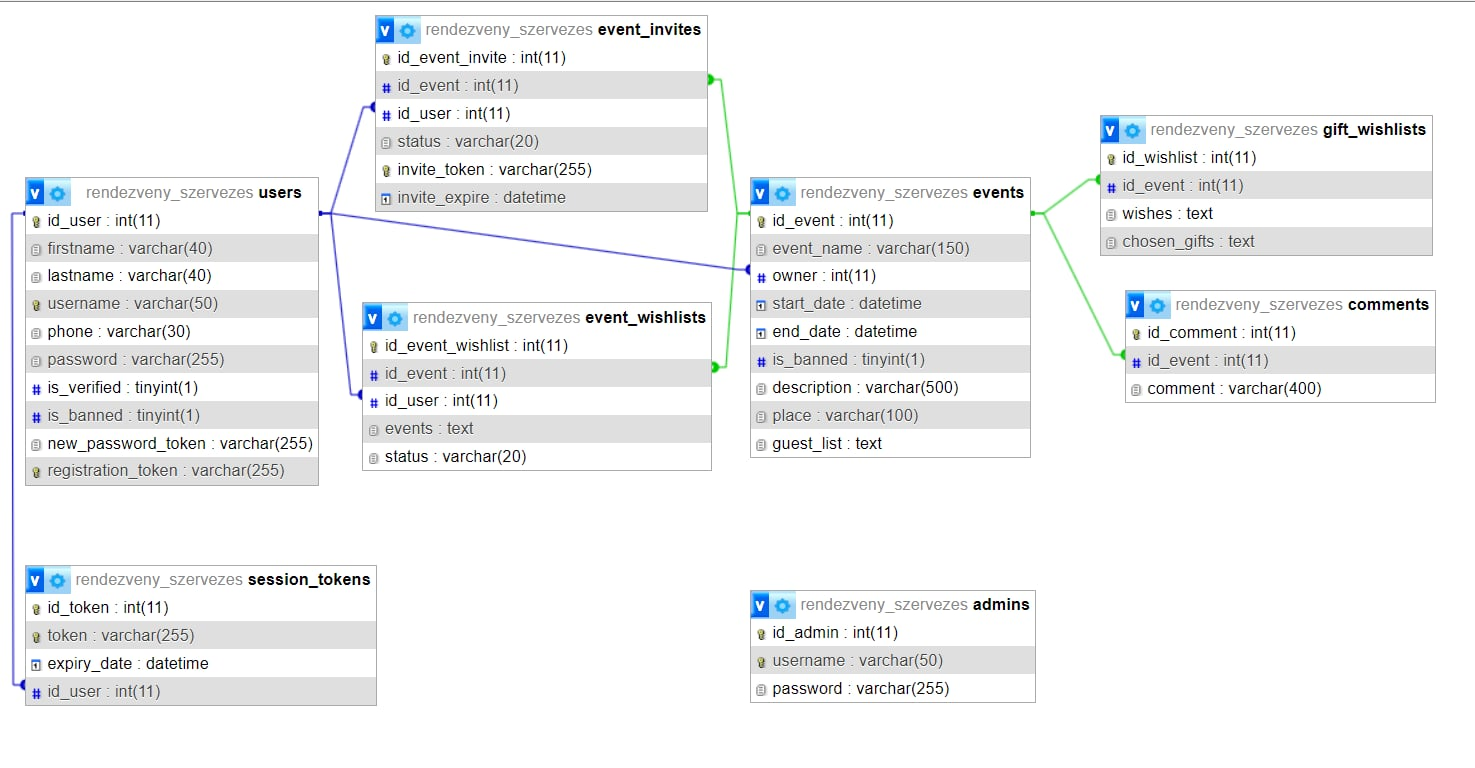 rendezveny_szervezes event_invites
id_event_invite : int(11)
id_event : int(11)
id_user : int(11)
status : varchar(20)
invite_token : varchar(255)
invite_expire : datetime
rendezveny_szervezes users
id_user : int(11)
firstname : varchar(40)
lastname : varchar(40)
username : varchar(50)
phone : varchar(30)
password : varchar(255)
is_verified : tinyint(1)
is_banned : tinyint(1)
new_password_token : varchar(255)
registration_token : varchar(255)
rendezveny_szervezes event_wishlists
id_event_wishlist : int(11)
id_event : int(11)
id_user : int(11)
events : text
status : varchar(20)
rendezveny_szervezes events
id_event : int(11)
event_name : varchar(150)
owner : int(11)
start_date : datetime
end_date : datetime
is_banned : tinyint(1)
description : varchar(500)
place : varchar(100)
guest_list : text
rendezveny_szervezes gift_wishlists
id_wishlist : int(11)
id_event : int(11)
wishes : text
chosen_gifts : text
rendezveny_szervezes comments
id_comment : int(11)
id_event : int(11)
comment : varchar(400)
rendezveny_szervezes session_tokens
id_token : int(11)
token : varchar(255)
expiry_date : datetime
id_user : int(11)
rendezveny_szervezes admins
id_admin : int(11)
username : varchar(50)
password : varchar(255)